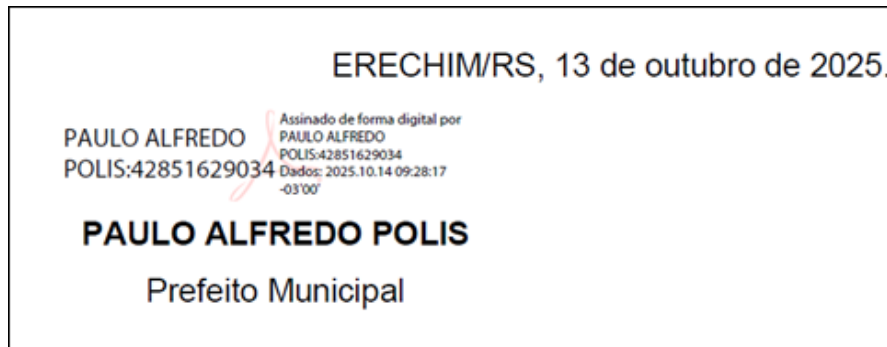 ERECHIM/RS, 13 de outubro de 2025.
PAULO ALFREDO
POLIS:42851629034
Assinado de forma digital por
PAULO ALFREDO
POLIS:42851629034
Dados: 2025.10.14 09:28:17
-03'00'
PAULO ALFREDO POLIS
Prefeito Municipal